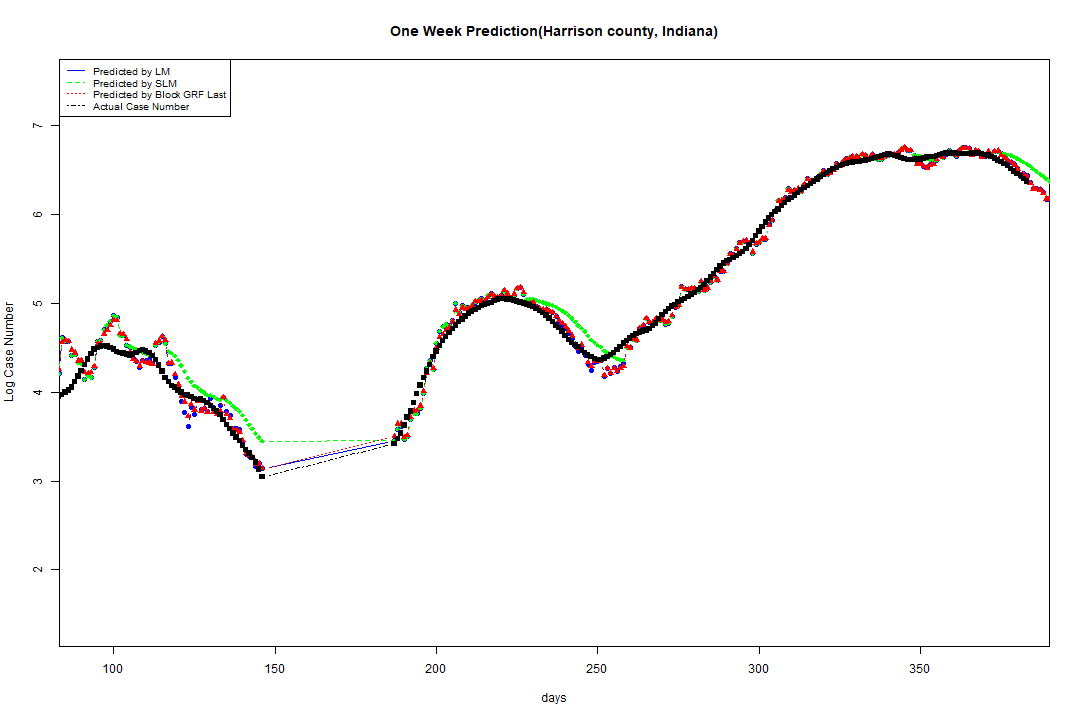 One Week Prediction(Harrison county, Indiana)
Predicted by LM
Predicted by SLM
Predicted by Block GRF Last
Actual Case Number
Log Case Number
7
6
5
4
3
2
100 150 200 250 300 350
days